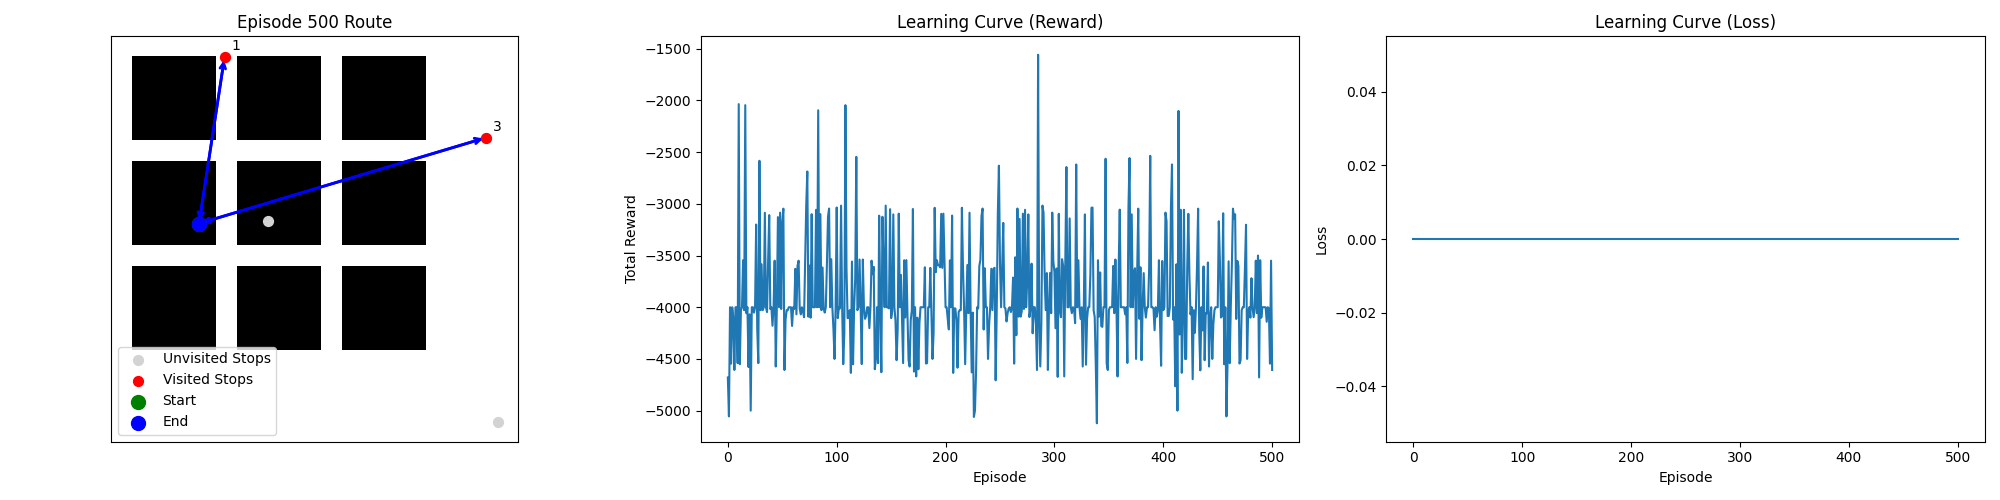 Episode 500 Route
1
3
Unvisited Stops
Visited Stops
Start
End
Learning Curve (Reward)
Total Reward
−1500
−2000
−2500
−3000
−3500
−4000
−4500
−5000
0 100 200 300 400 500
Episode
Learning Curve (Loss)
Loss
0.04
0.02
0.00
−0.02
−0.04
0 100 200 300 400 500
Episode